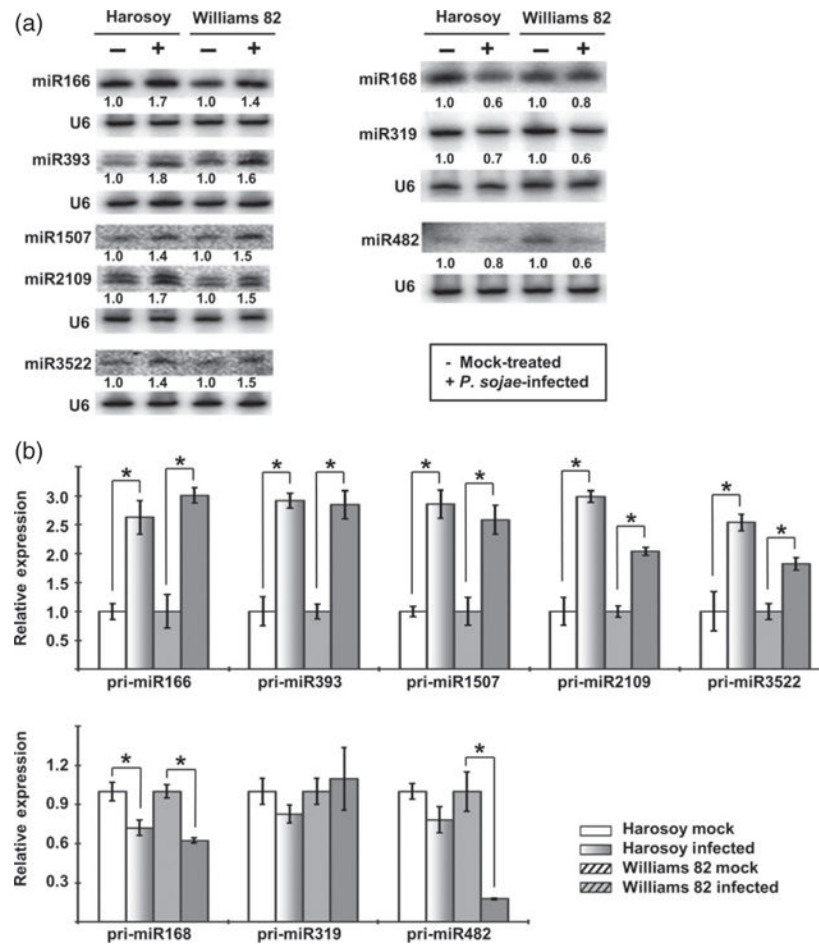 (a)
Harosoy Williams 82
− + − +
miR166
1.0 1.7 1.0 1.4
U6
miR393
1.0 1.8 1.0 1.6
U6
miR1507
1.0 1.4 1.0 1.5
miR2109
1.0 1.7 1.0 1.5
U6
miR3522
1.0 1.4 1.0 1.5
U6
Harosoy Williams 82
− + − +
miR168
1.0 0.6 1.0 0.8
miR319
1.0 0.7 1.0 0.6
U6
miR482
1.0 0.8 1.0 0.6
U6
- Mock-treated
+ P. sojae-infected
(b)
Relative expression
3.0
2.5
2.0
1.5
1.0
0.5
* * * * * * * * * *
pri-miR166 pri-miR393 pri-miR1507 pri-miR2109 pri-miR3522
Relative expression
1.2
0.9
0.6
0.3
* * *
pri-miR168 pri-miR319 pri-miR482
Harosoy mock
Harosoy infected
Williams 82 mock
Williams 82 infected